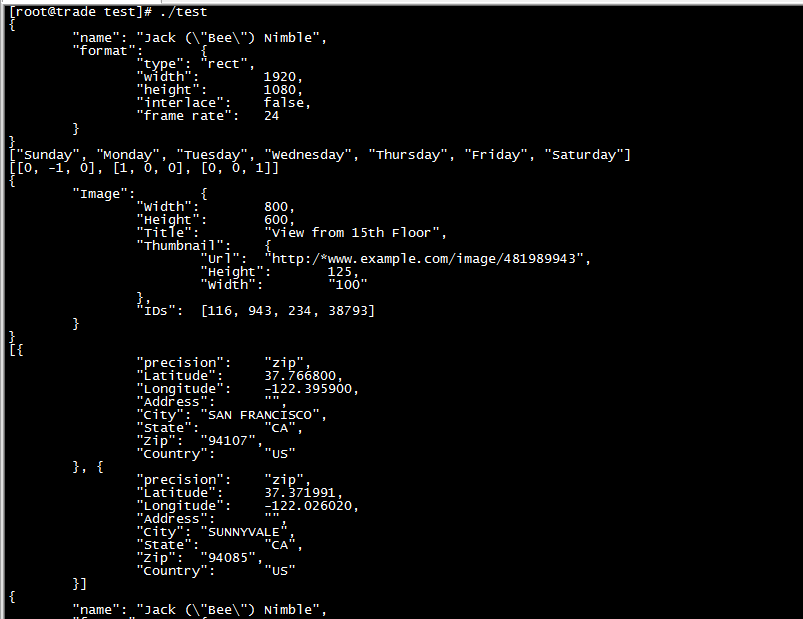 [root@trade test]# ./test
{
	"name":	"Jack (\"Bee\") Nimble",
	"format":	{
		"type":	"rect",
		"width":	1920,
		"height":	1080,
		"interlace":	false,
		"frame rate":	24
	}
}
["Sunday", "Monday", "Tuesday", "Wednesday", "Thursday", "Friday", "Saturday"]
[[0, -1, 0], [1, 0, 0], [0, 0, 1]]
{
	"Image":	{
		"Width":	800,
		"Height":	600,
		"Title":	"View from 15th Floor",
		"Thumbnail":	{
			"Url":	"http:/*www.example.com/image/481989943",
			"Height":	125,
			"Width":	"100"
		},
		"IDs":	[116, 943, 234, 38793]
	}
}
[{
		"precision":	"zip",
		"Latitude":	37.766800,
		"Longitude":	-122.395900,
		"Address":	"",
		"City":	"SAN FRANCISCO",
		"State":	"CA",
		"Zip":	"94107",
		"Country":	"US"
	}, {
		"precision":	"zip",
		"Latitude":	37.371991,
		"Longitude":	-122.026020,
		"Address":	"",
		"City":	"SUNNYVALE",
		"State":	"CA",
		"Zip":	"94085",
		"Country":	"US"
	}]
{
	"name":	"Jack (\"Bee\") Nimble",